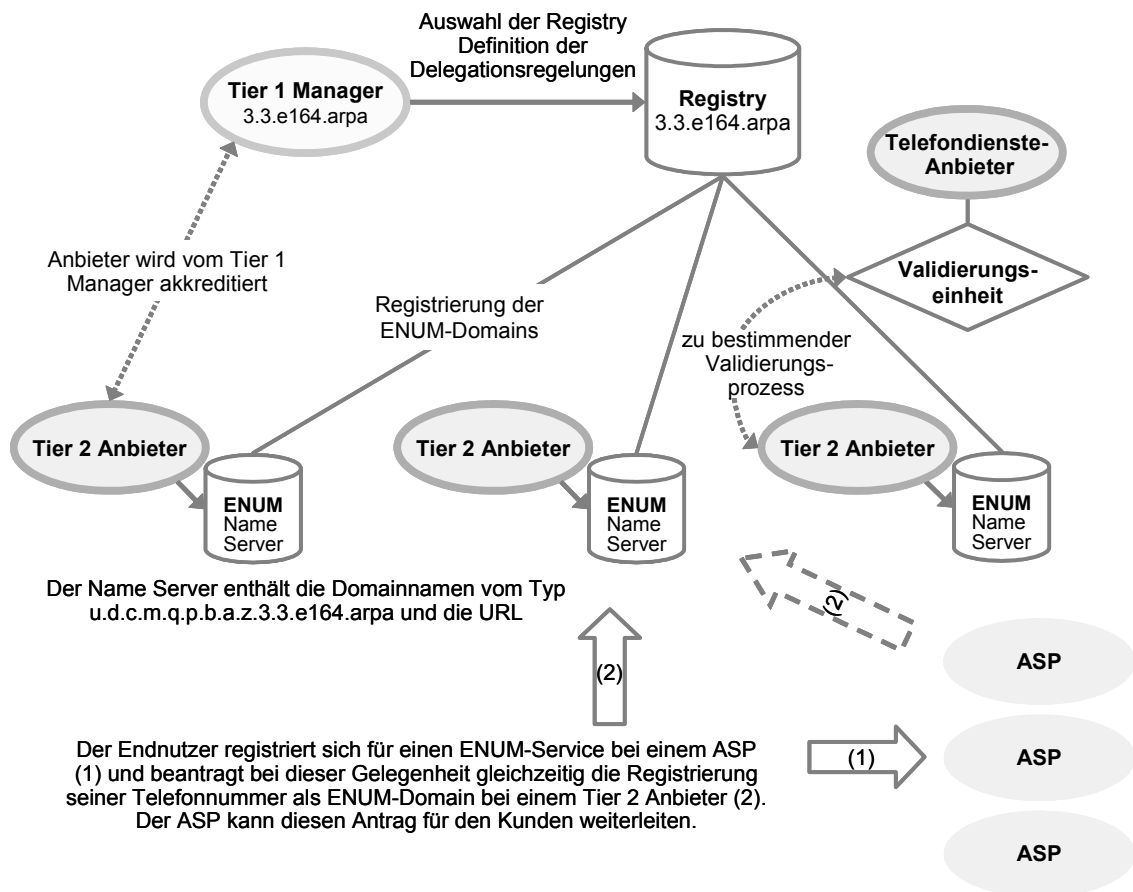 Auswahl der Registry
Definition der
Delegationsregelungen
Tier 1 Manager
3.3.e164.arpa
Registry
3.3.e164.arpa
Telefondienste-
Anbieter
Validierungs-
einheit
Anbieter wird vom Tier 1
Manager akkreditiert
Registrierung der
ENUM-Domains
zu bestimmender
Validierungs-
prozess
Tier 2 Anbieter
ENUM
Name
Server
Tier 2 Anbieter
ENUM
Name
Server
Tier 2 Anbieter
ENUM
Name
Server
Der Name Server enthält die Domainnamen vom Typ
u.d.c.m.q.p.b.a.z.3.3.e164.arpa und die URL
(2)
(2)
ASP
Der Endnutzer registriert sich für einen ENUM-Service bei einem ASP
(1) und beantragt bei dieser Gelegenheit gleichzeitig die Registrierung
seiner Telefonnummer als ENUM-Domain bei einem Tier 2 Anbieter (2).
Der ASP kann diesen Antrag für den Kunden weiterleiten.
(1)
ASP
ASP